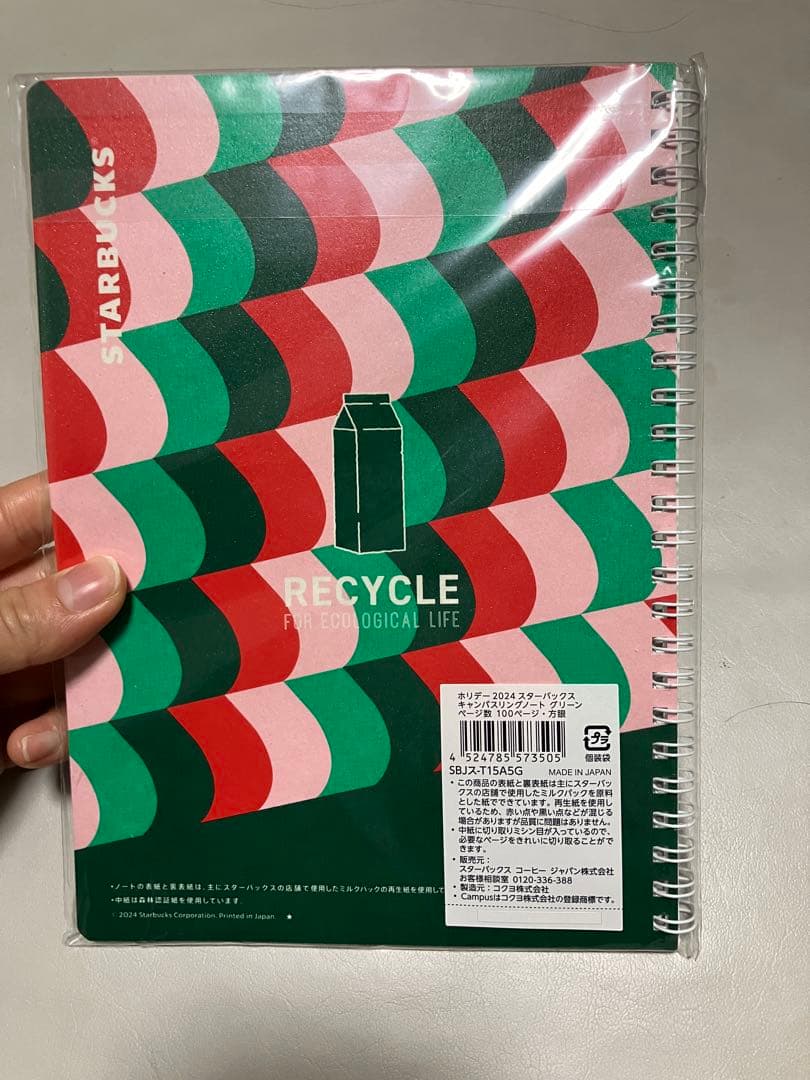 STARBUCKS
RECYCLE
FOR ECOLOGICAL LIFE
ホリデー2024 スターバックス
キャンパスリングノート グリーン
ページ数 100ページ・方眼
4 524785 573505
プラ
個装袋
SBJス-T15A5G MADE IN JAPAN
• この商品の表紙と裏表紙は主にスターバッ
クスの店舗で使用したミルクパックを原料
とした紙でできています。再生紙を使用し
ているため、赤い点や黒い点などが混じる
場合がありますが品質に問題はありません。
• 中紙に切り取りミシン目が入っているので、
必要なページをきれいに切り取ることがで
きます。
• 販売元：
スターバックス コーヒー ジャパン株式会社
お客様相談室 0120-336-388
• 製造元：コクヨ株式会社
• Campusはコクヨ株式会社の登録商標です。
•ノートの表紙と裏表紙は、主にスターバックスの店舗で使用したミルクパックの再生紙を使用して
•中紙は森林認証紙を使用しています.
© 2024 Starbucks Corporation. Printed in Japan. ★